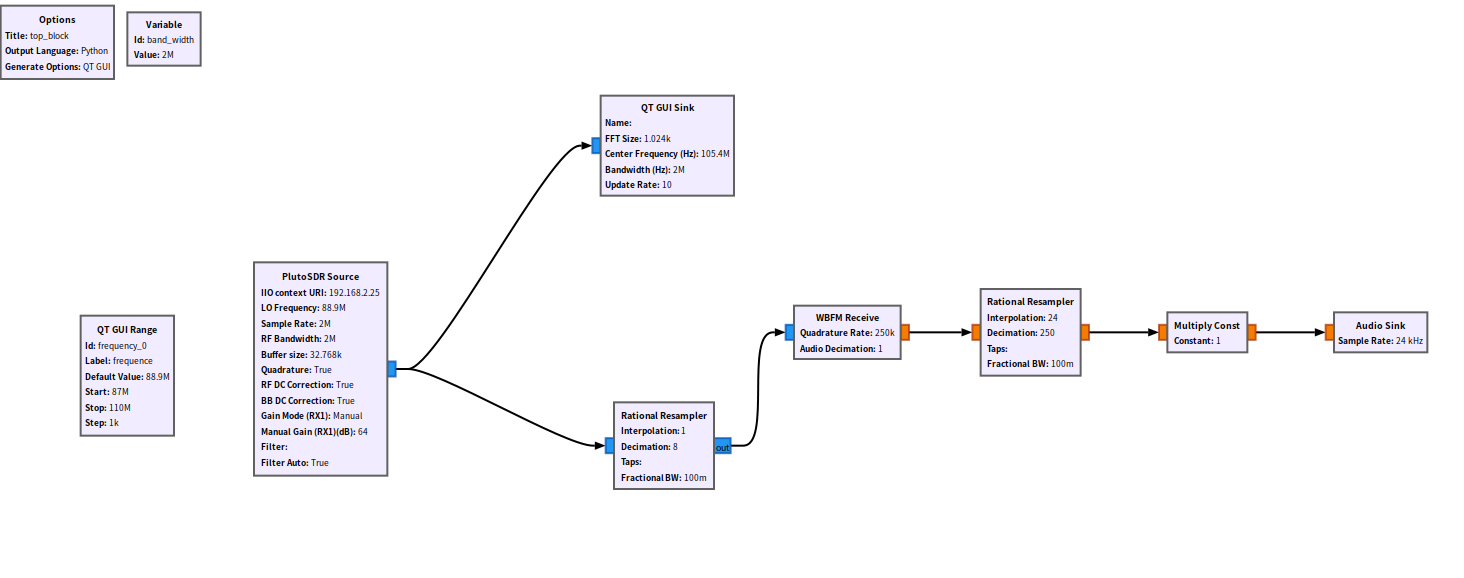 Options
Title: top_block
Output Language: Python
Generate Options: QT GUI
Variable
Id: band_width
Value: 2M
QT GUI Sink
Name:
FFT Size: 1.024k
Center Frequency (Hz): 105.4M
Bandwidth (Hz): 2M
Update Rate: 10
PlutoSDR Source
IIO context URI: 192.168.2.25
LO Frequency: 88.9M
Sample Rate: 2M
RF Bandwidth: 2M
Buffer size: 32.768k
Quadrature: True
RF DC Correction: True
BB DC Correction: True
Gain Mode (RX1): Manual
Manual Gain (RX1)(dB): 64
Filter:
Filter Auto: True
QT GUI Range
Id: frequency_0
Label: frequence
Default Value: 88.9M
Start: 87M
Stop: 110M
Step: 1k
Rational Resampler
Interpolation: 1
Decimation: 8
Taps:
Fractional BW: 100m
out
WBFM Receive
Quadrature Rate: 250k
Audio Decimation: 1
Rational Resampler
Interpolation: 24
Decimation: 250
Taps:
Fractional BW: 100m
Multiply Const
Constant: 1
Audio Sink
Sample Rate: 24 kHz